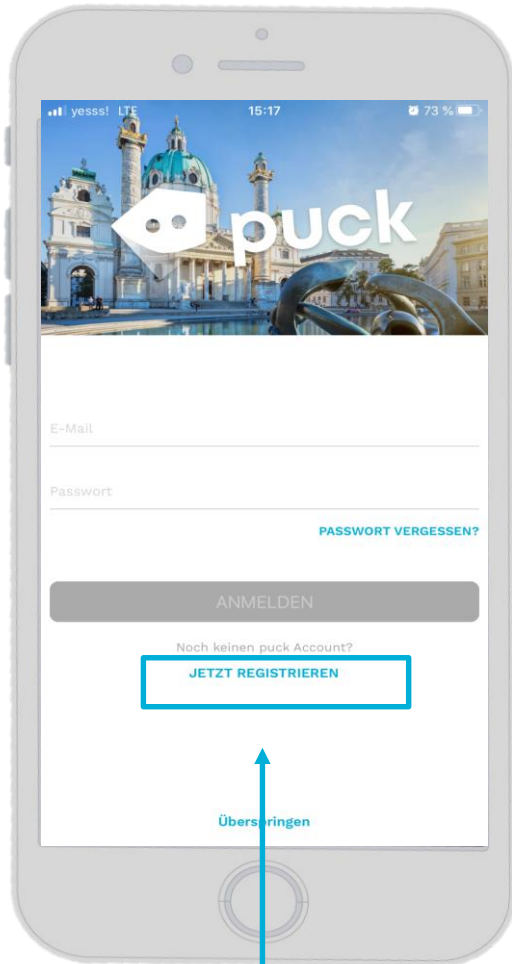 yesss! LTE 15:17 73 %
puck
E-Mail
Passwort
PASSWORT VERGESSEN?
ANMELDEN
Noch keinen puck Account?
JETZT REGISTRIEREN
Überspringen